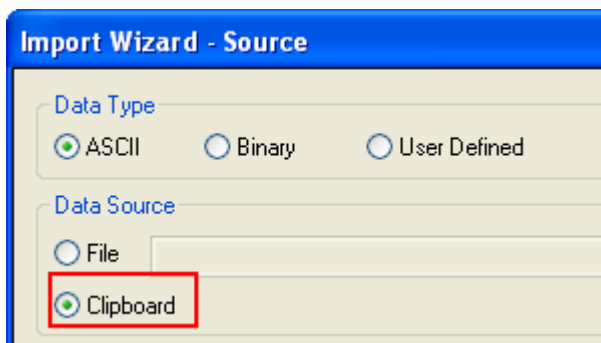 Import Wizard - Source
Data Type
ASCII Binary User Defined
Data Source
File
Clipboard